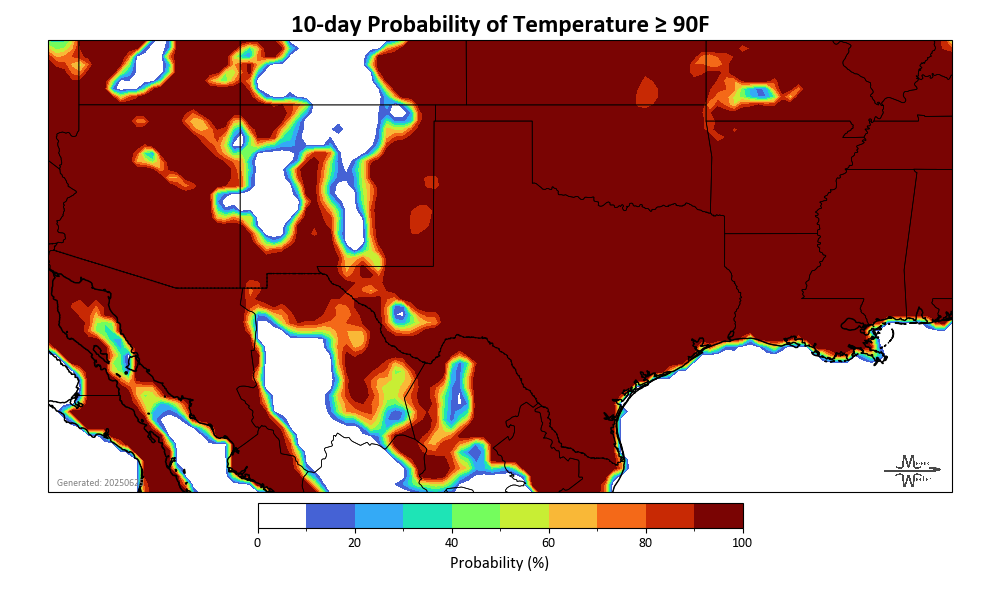 10-day Probability of Temperature ≥ 90F
Generated: 2025062
0 20 40 60 80 100
Probability (%)